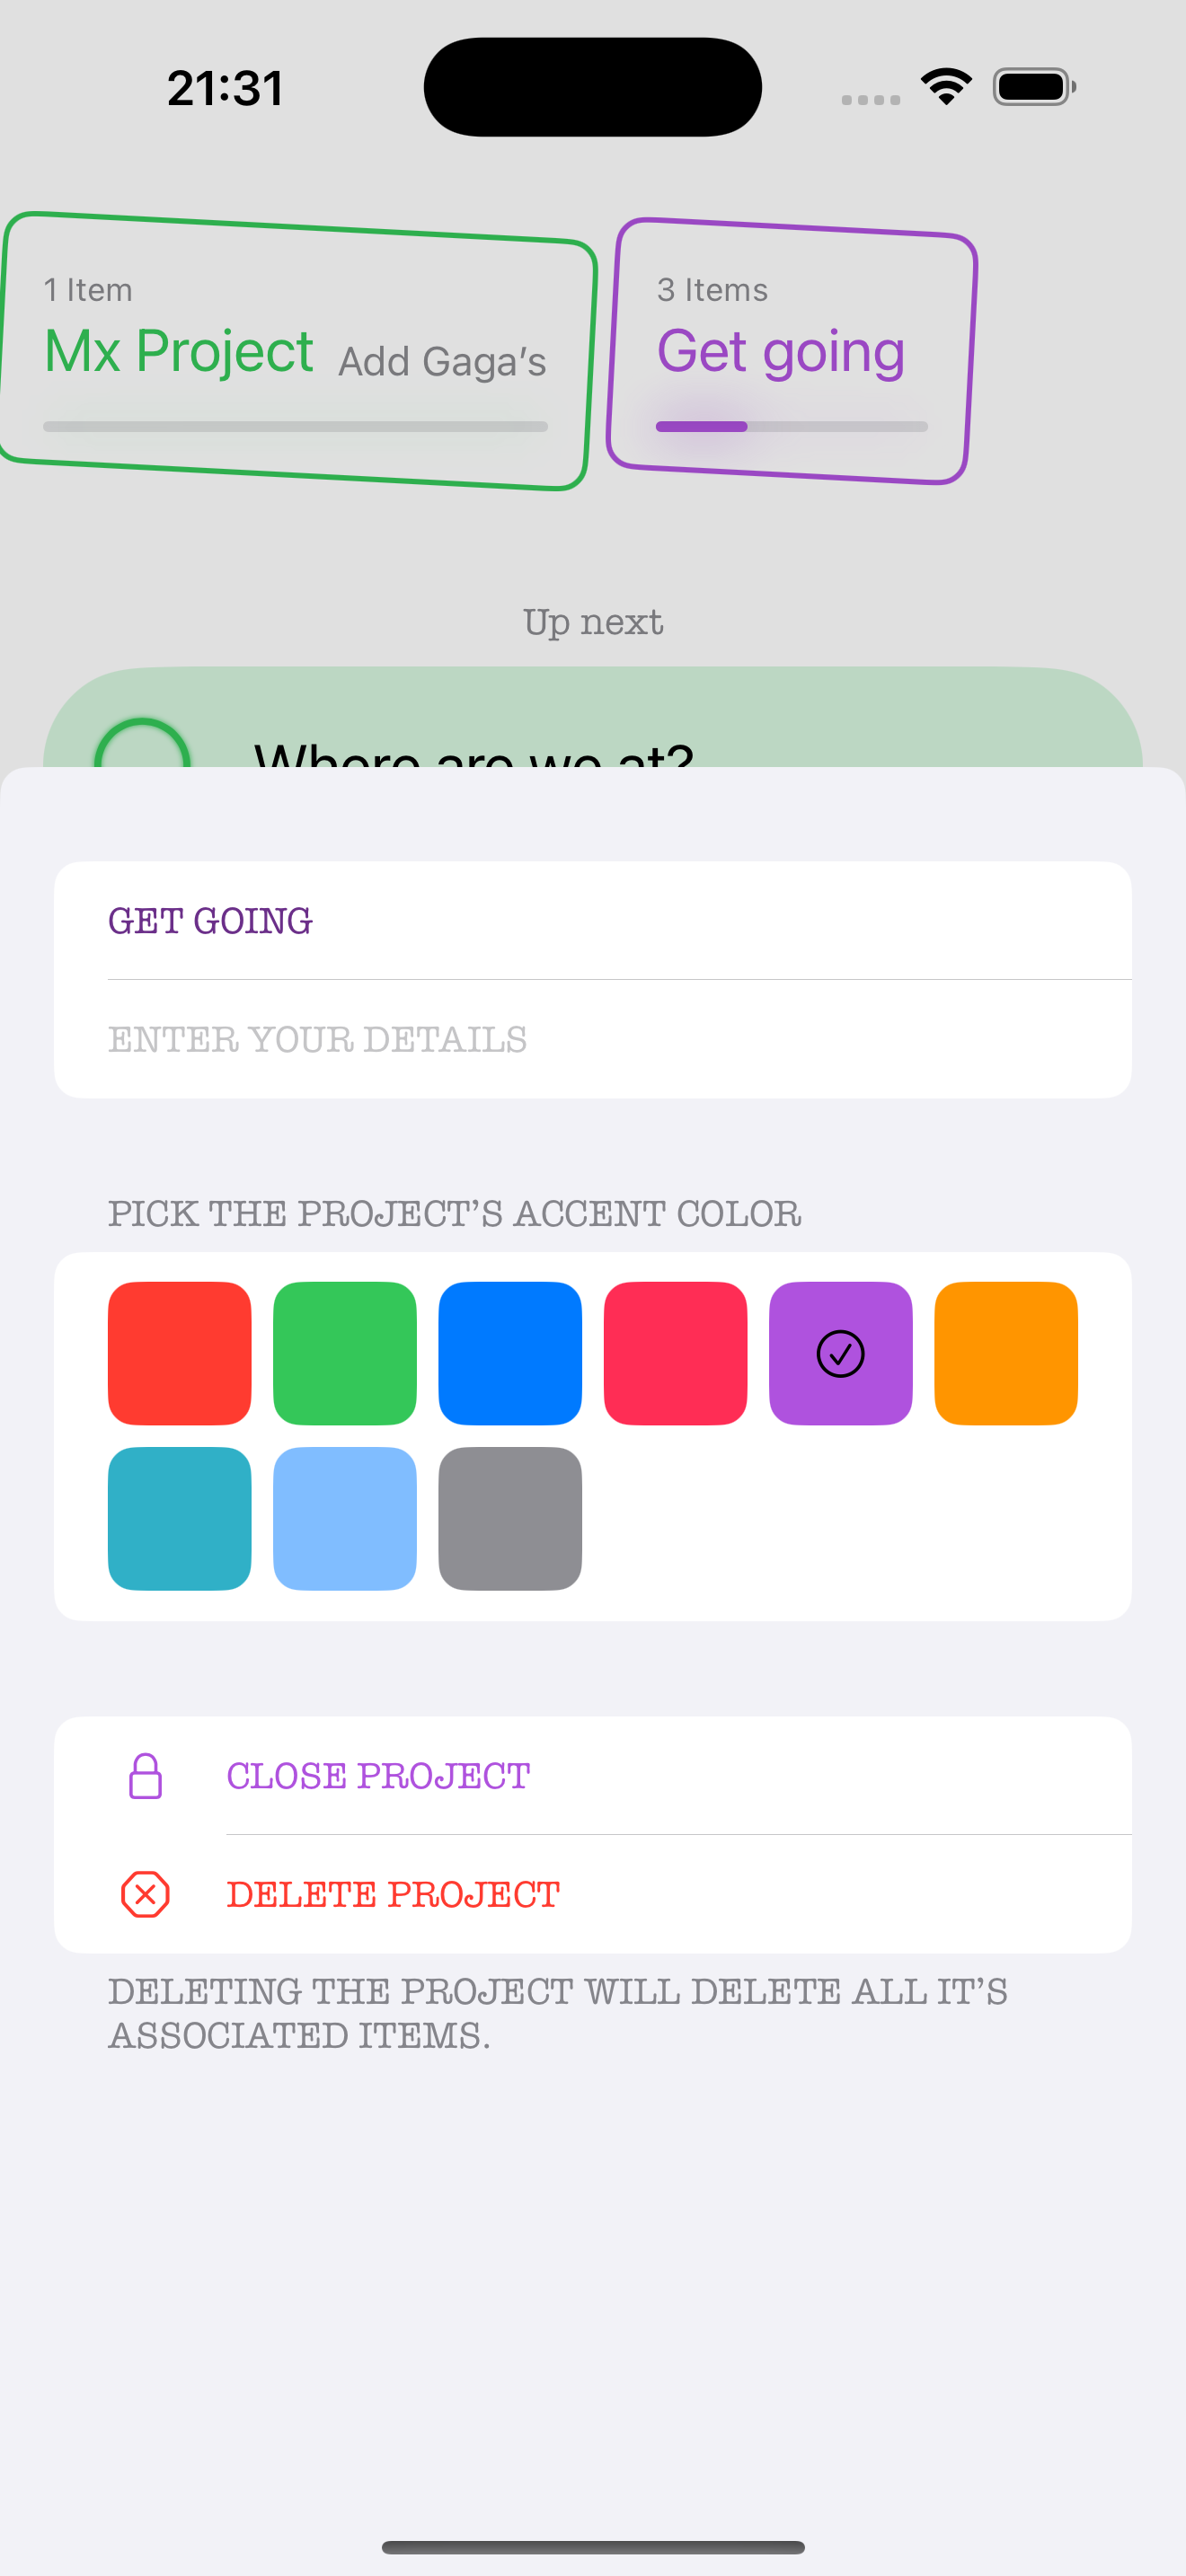 21:31
1 Item
Mx Project Add Gaga’s
3 Items
Get going
Up next
Where are we at?
GET GOING
ENTER YOUR DETAILS
PICK THE PROJECT’S ACCENT COLOR
CLOSE PROJECT
DELETE PROJECT
DELETING THE PROJECT WILL DELETE ALL IT’S
ASSOCIATED ITEMS.